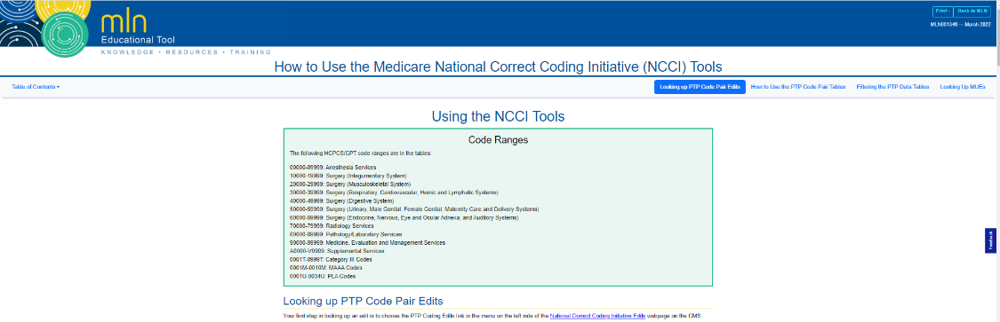 mln
Educational Tool
KNOWLEDGE • RESOURCES • TRAINING
Print - Back to MLN
MLN001348 — March 2022
How to Use the Medicare National Correct Coding Initiative (NCCI) Tools
Table of Contents
Looking up PTP Code Pair Edits How to Use the PTP Code Pair Tables Filtering the PTP Data Tables Looking Up MUEs
Using the NCCI Tools
Code Ranges
The following HCPCS/CPT code ranges are in the tables:
00000-09999: Anesthesia Services
10000-19999: Surgery (Integumentary System)
20000-29999: Surgery (Musculoskeletal System)
30000-39999: Surgery (Respiratory, Cardiovascular, Hemic and Lymphatic Systems)
40000-49999: Surgery (Digestive System)
50000-59999: Surgery (Urinary, Male Genital, Female Genital, Maternity Care and Delivery Systems)
60000-69999: Surgery (Endocrine, Nervous, Eye and Ocular Adnexa, and Auditory Systems)
70000-79999: Radiology Services
80000-89999: Pathology/Laboratory Services
90000-99999: Medicine, Evaluation and Management Services
A0000-V9999: Supplemental Services
0001T-0999T: Category III Codes
0001M-0010M: MAAA Codes
0001U-0034U: PLA Codes
Feedback
Looking up PTP Code Pair Edits
Your first step in looking up an edit is to choose the PTP Coding Edits link in the menu on the left side of the National Correct Coding Initiative Edits webpage on the CMS